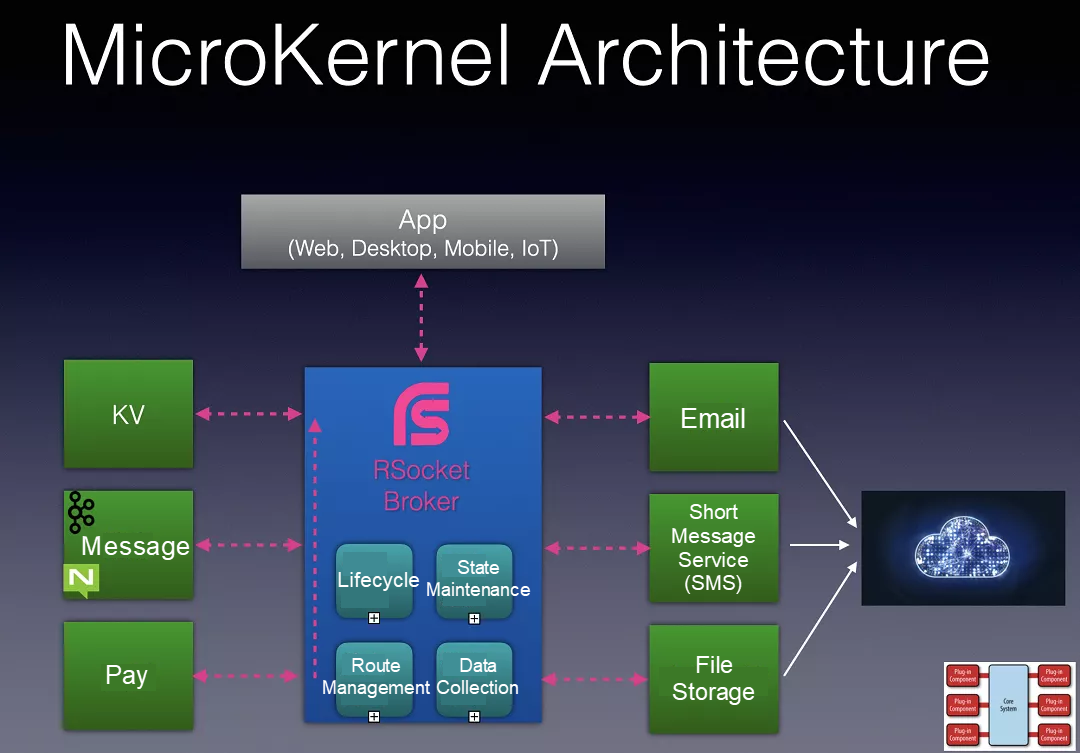 MicroKernel Architecture
App
(Web, Desktop, Mobile, IoT)
KV
Message
Pay
RSocket
Broker
Lifecycle
State
Maintenance
Route
Management
Data
Collection
Email
Short
Message
Service
(SMS)
File
Storage
Plug-in
Component
Plug-in
Component
Plug-in
Component
Core
System
Plug-in
Component
Plug-in
Component
Plug-in
Component